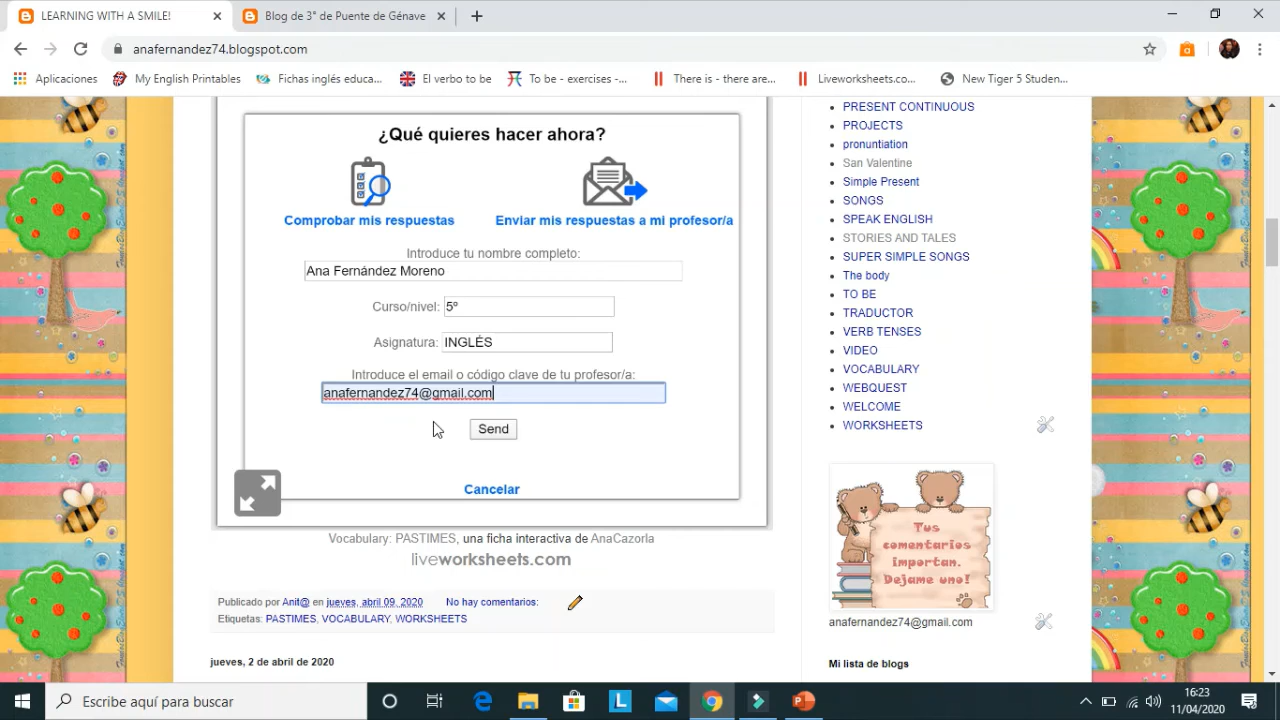 LEARNING WITH A SMILE!
Blog de 3° de Puente de Génave
anafernandez74.blogspot.com
Aplicaciones
My English Printables
Fichas inglés educa...
El verbo to be
To be - exercises -...
There is - there are...
Liveworksheets.co...
New Tiger 5 Studen...
¿Qué quieres hacer ahora?
Comprobar mis respuestas
Enviar mis respuestas a mi profesor/a
Introduce tu nombre completo:
Ana Fernández Moreno
Curso/nivel: 5º
Asignatura: INGLÉS
Introduce el email o código clave de tu profesor/a:
anafernandez74@gmail.com
Send
Cancelar
Vocabulary: PASTIMES, una ficha interactiva de AnaCazorla
liveworksheets.com
Publicado por Anit@ en jueves, abril 09, 2020 No hay comentarios:
Etiquetas: PASTIMES, VOCABULARY, WORKSHEETS
jueves, 2 de abril de 2020
PRESENT CONTINUOUS
PROJECTS
pronuntiation
San Valentine
Simple Present
SONGS
SPEAK ENGLISH
STORIES AND TALES
SUPER SIMPLE SONGS
The body
TO BE
TRADUCTOR
VERB TENSES
VIDEO
VOCABULARY
WEBQUEST
WELCOME
WORKSHEETS
Tus
comentarios
importan.
Dejame uno!
anafernandez74@gmail.com
Mi lista de blogs
Escribe aquí para buscar
16:23
11/04/2020